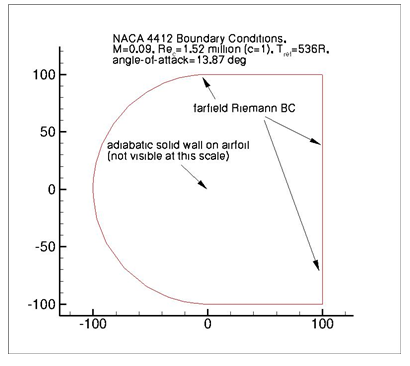 NACA 4412 Boundary Conditions,
M=0.09, Re_c=1.52 million (c=1), T_ref=536R,
angle-of-attack=13.87 deg
100
farfield Riemann BC
50
adiabatic solid wall on airfoil
(not visible at this scale)
0
-50
-100
-100 0 100